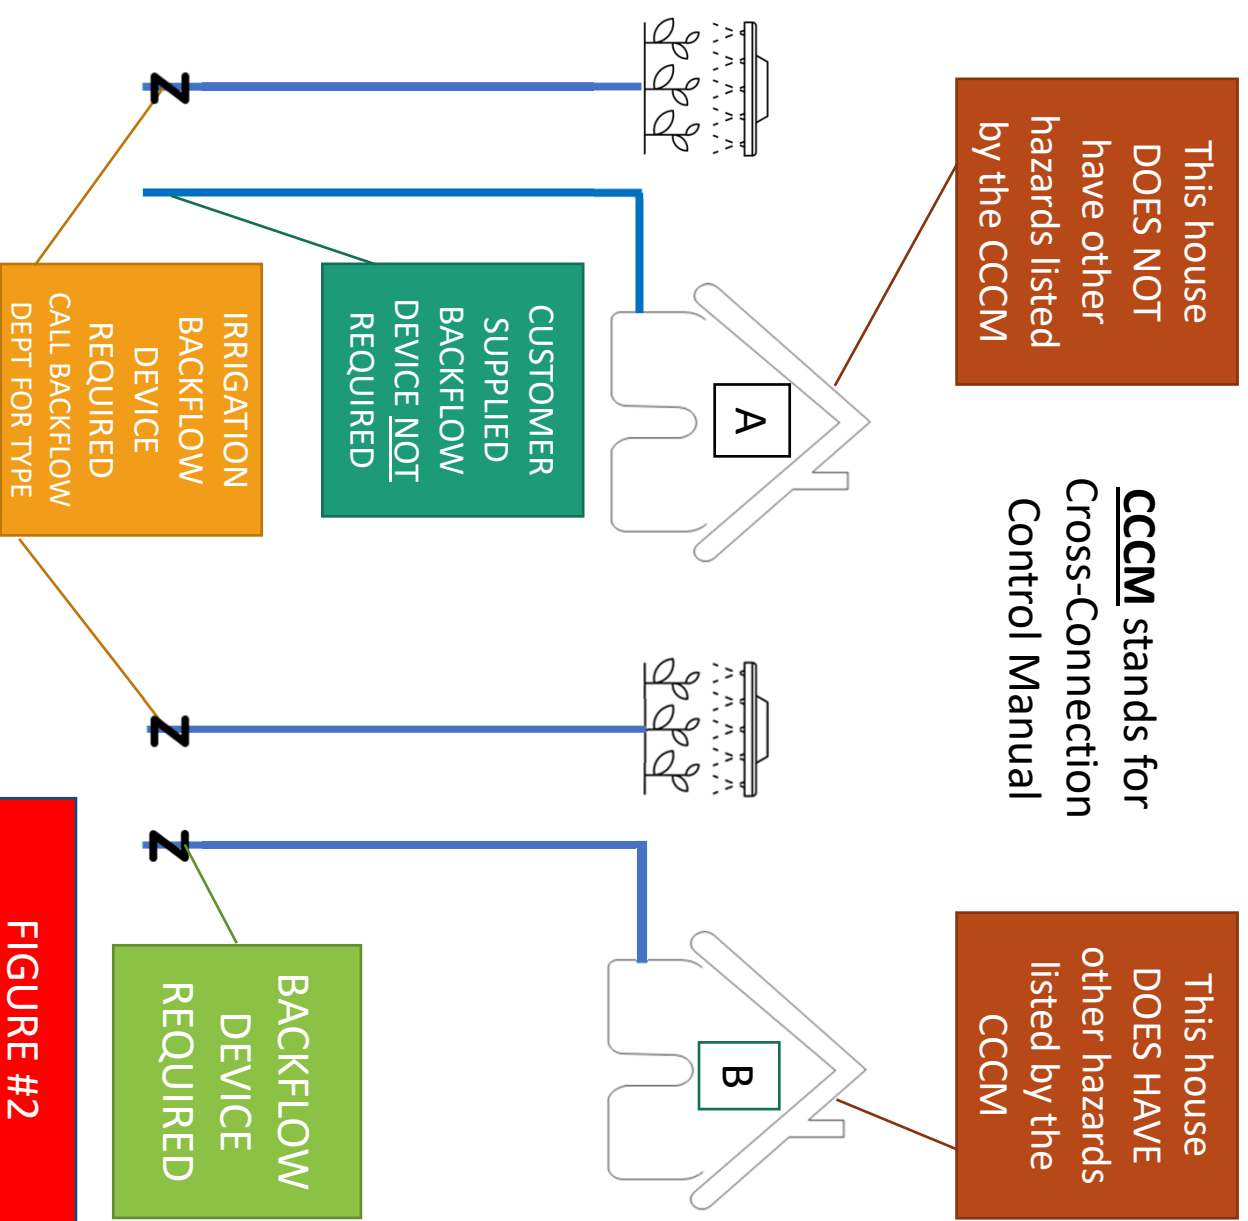 This house
DOES NOT
have other
hazards listed
by the CCCM
CCCM stands for
Cross-Connection
Control Manual
This house
DOES HAVE
other hazards
listed by the
CCCM
A
B
CUSTOMER
SUPPLIED
BACKFLOW
DEVICE NOT
REQUIRED
IRRIGATION
BACKFLOW
DEVICE
REQUIRED
CALL BACKFLOW
DEPT FOR TYPE
BACKFLOW
DEVICE
REQUIRED
FIGURE #2